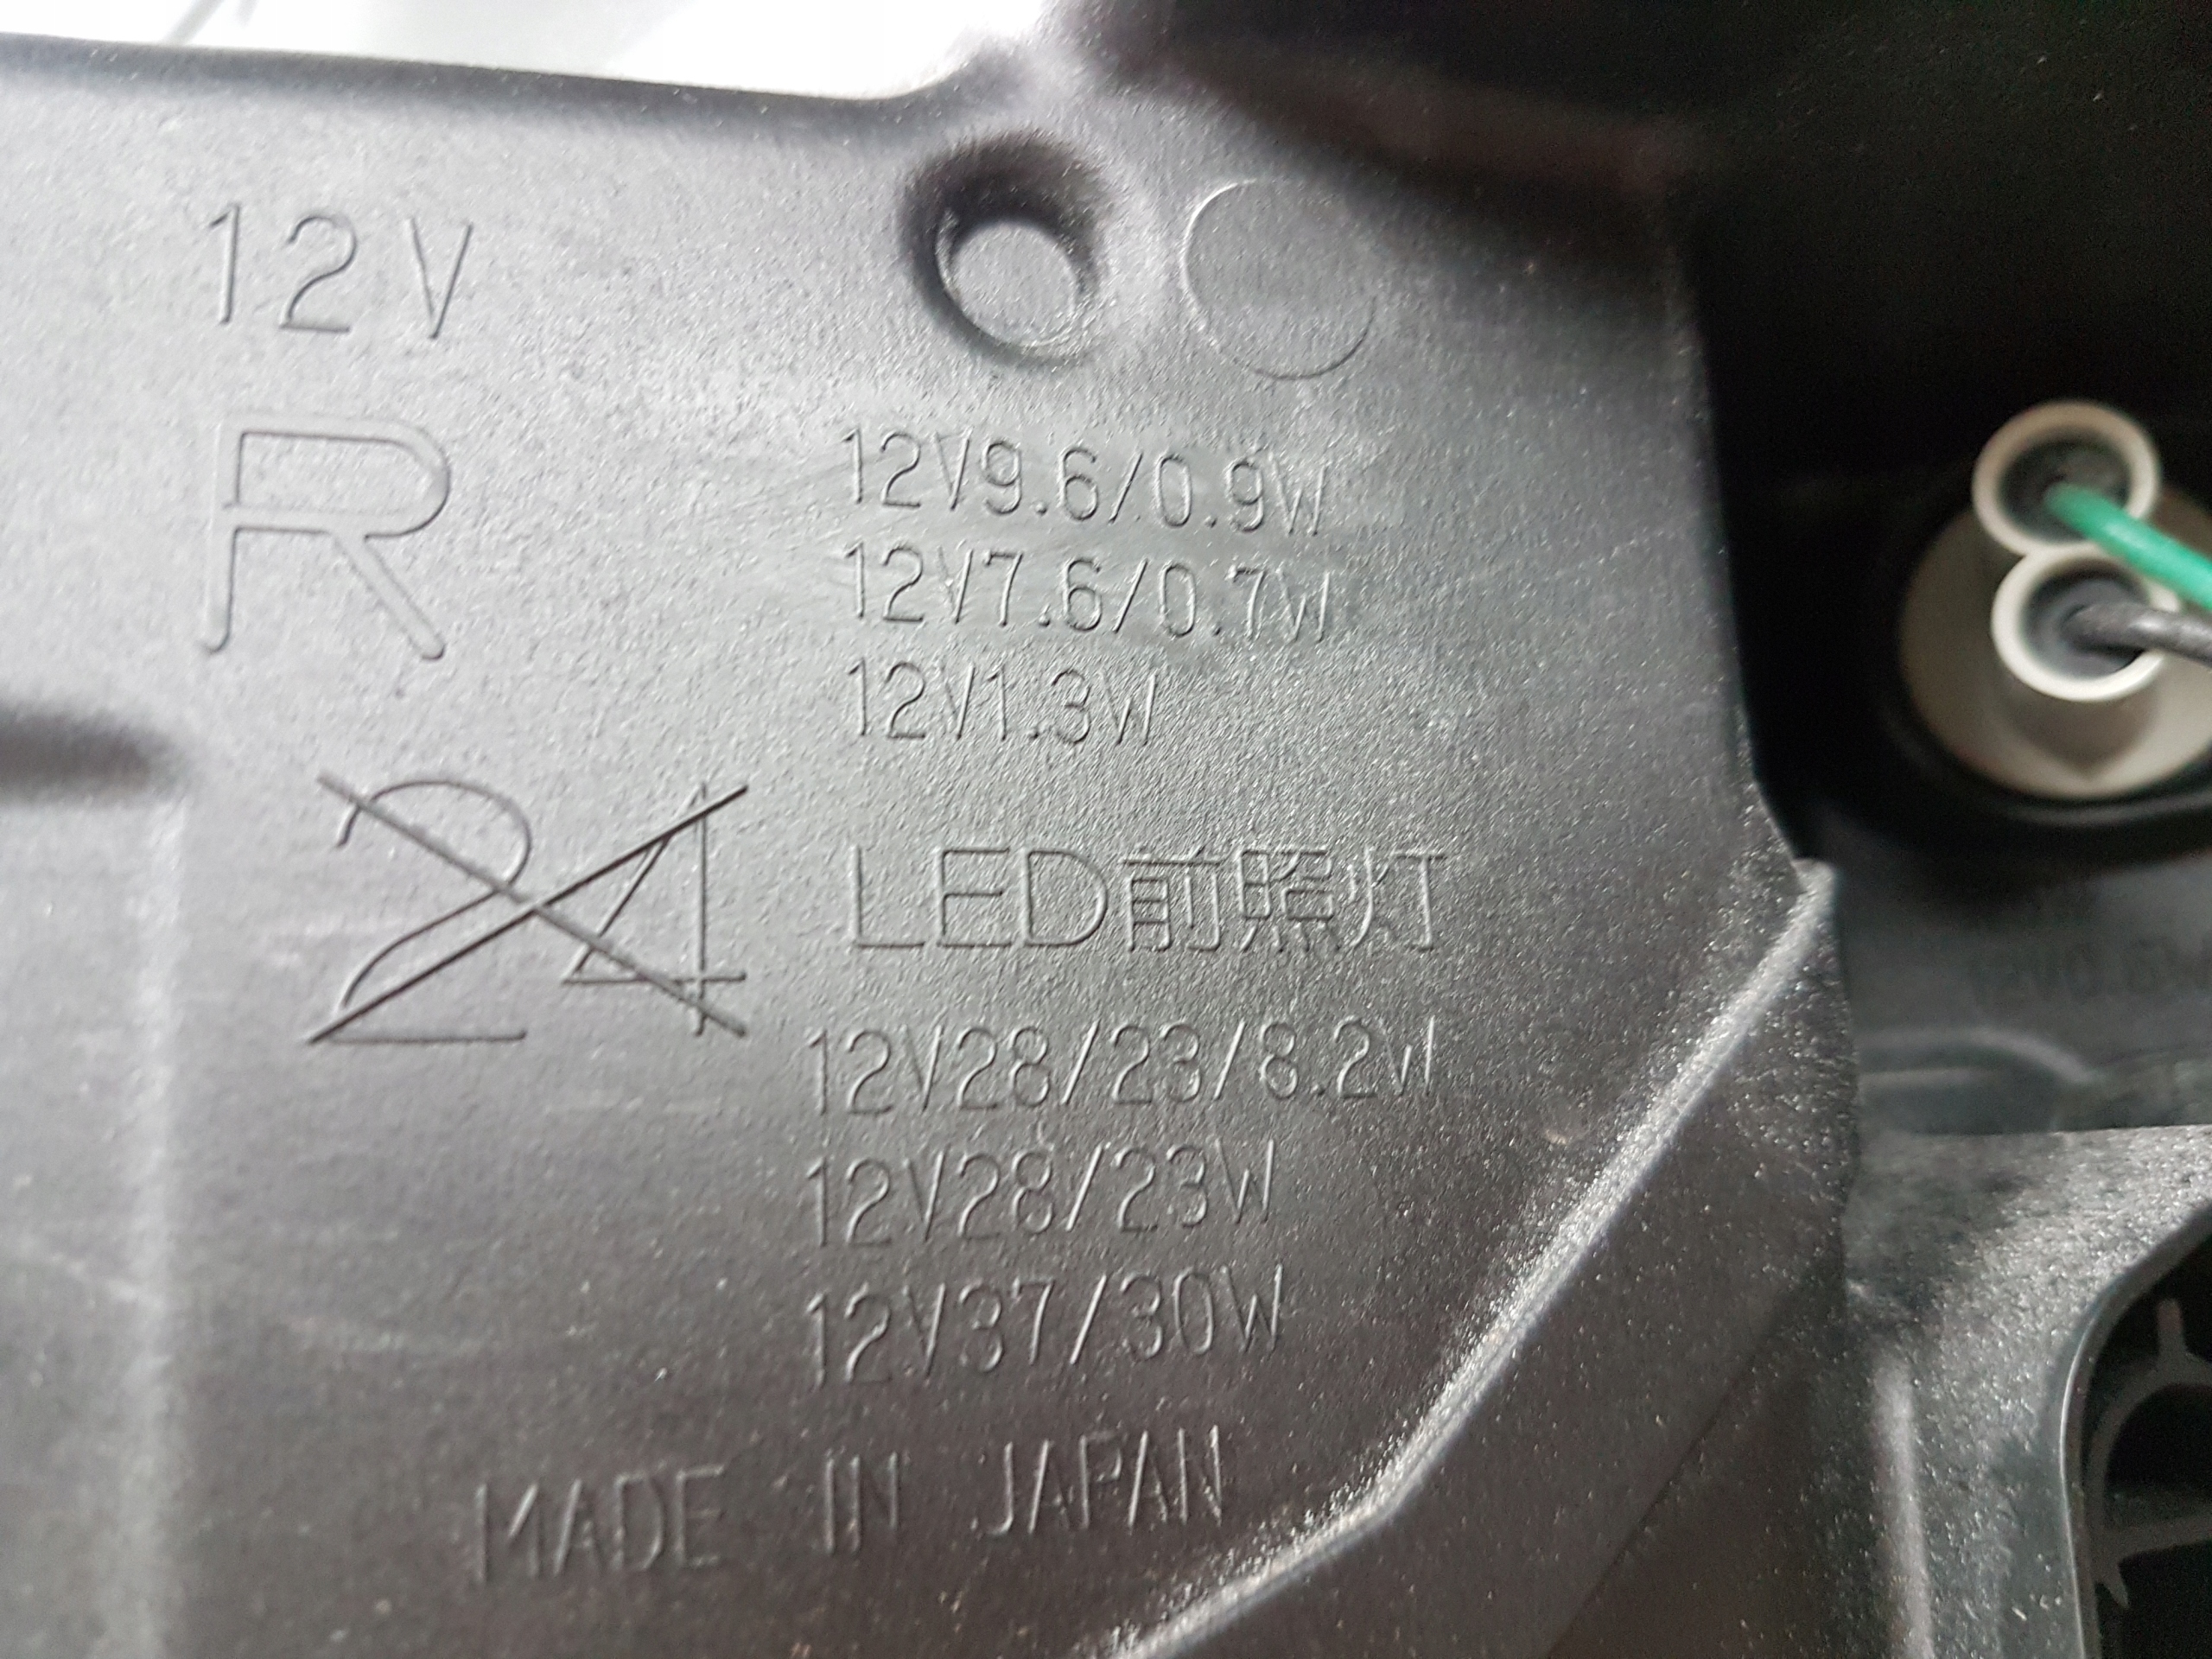 12V
R
12V9.6/0.9W
12V7.6/0.7W
12V1.3W
24
LED前照灯
12V28/23/8.2W
12V28/23W
12V37/30W
MADE IN JAPAN